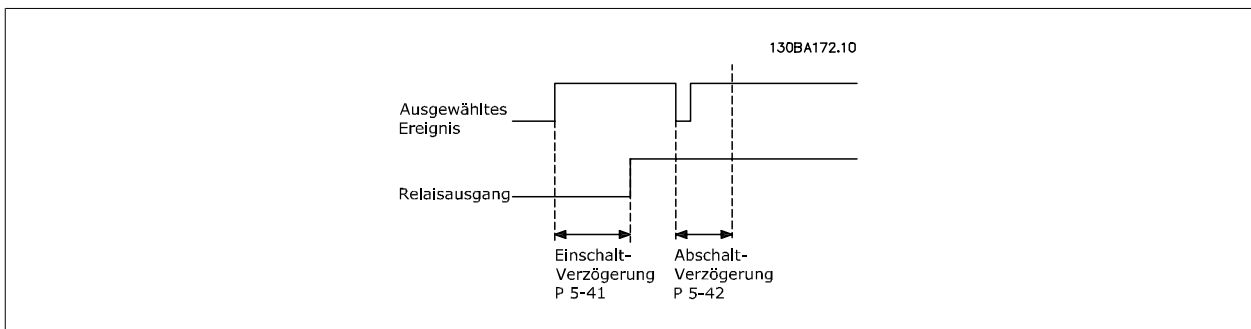 130BA172.10
Ausgewähltes
Ereignis
Relaisausgang
Einschalt-
Verzögerung
P 5-41
Abschalt-
Verzögerung
P 5-42